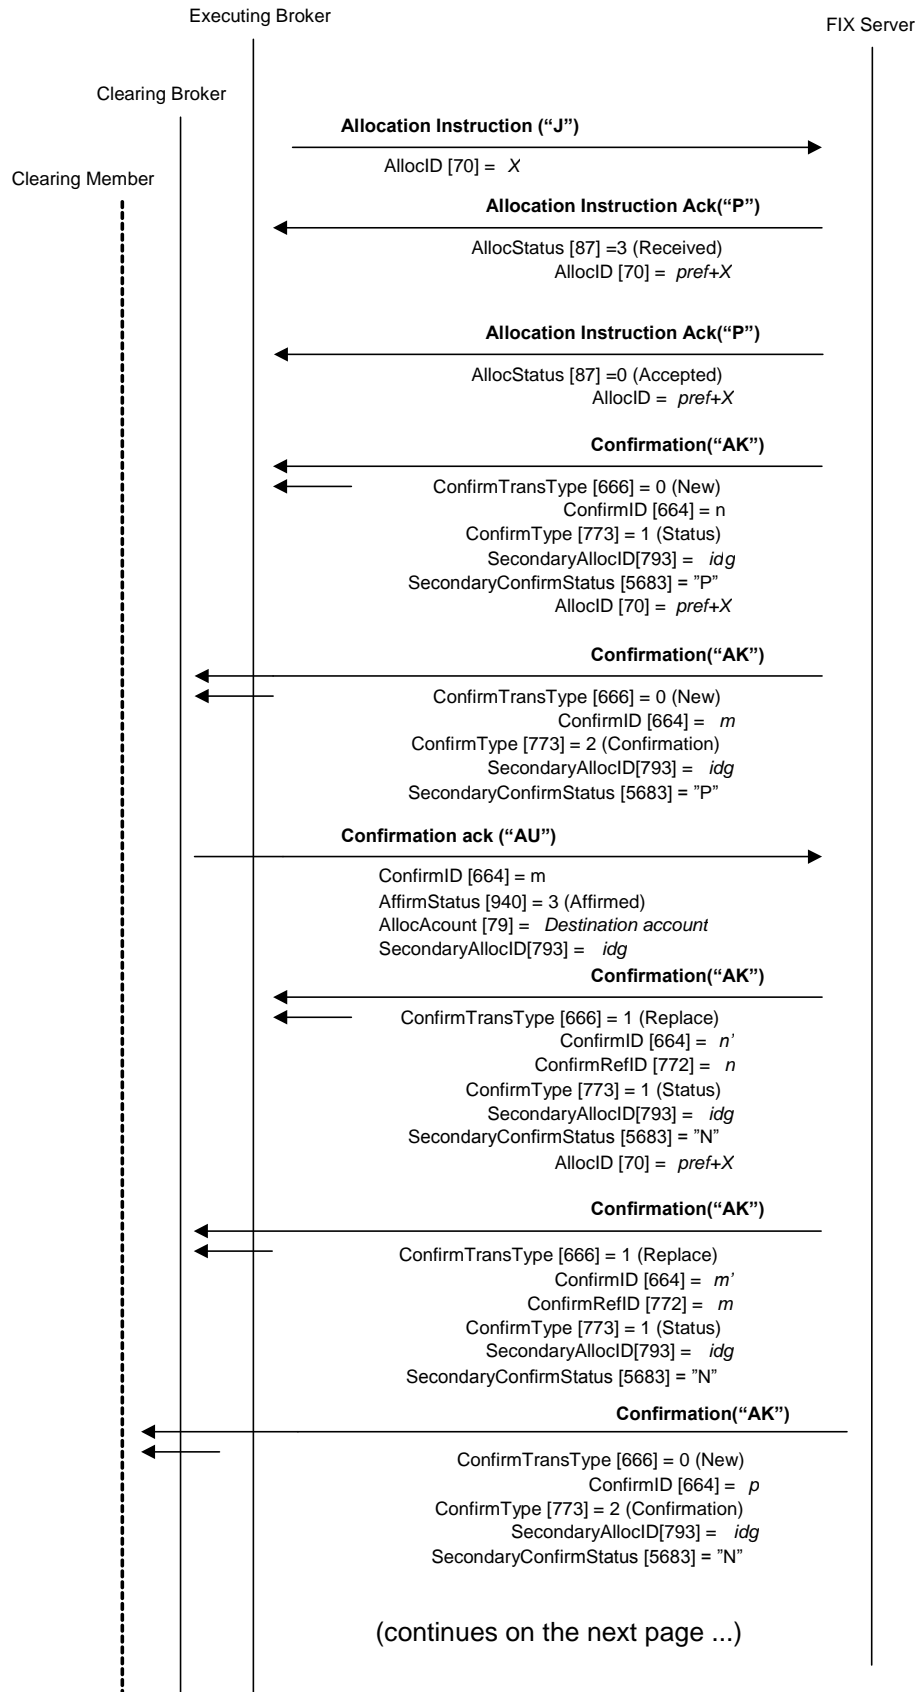 Executing Broker
FIX Server
Clearing Broker
Clearing Member
Allocation Instruction (“J”)
AllocID [70] = X
Allocation Instruction Ack(“P”)
AllocStatus [87] =3 (Received)
AllocID [70] = pref+X
Allocation Instruction Ack(“P”)
AllocStatus [87] =0 (Accepted)
AllocID = pref+X
Confirmation(“AK”)
ConfirmTransType [666] = 0 (New)
ConfirmID [664] = n
ConfirmType [773] = 1 (Status)
SecondaryAllocID[793] = idg
SecondaryConfirmStatus [5683] = ”P”
AllocID [70] = pref+X
Confirmation(“AK”)
ConfirmTransType [666] = 0 (New)
ConfirmID [664] = m
ConfirmType [773] = 2 (Confirmation)
SecondaryAllocID[793] = idg
SecondaryConfirmStatus [5683] = ”P”
Confirmation ack (“AU”)
ConfirmID [664] = m
AffirmStatus [940] = 3 (Affirmed)
AllocAcount [79] = Destination account
SecondaryAllocID[793] = idg
Confirmation(“AK”)
ConfirmTransType [666] = 1 (Replace)
ConfirmID [664] = n’
ConfirmRefID [772] = n
ConfirmType [773] = 1 (Status)
SecondaryAllocID[793] = idg
SecondaryConfirmStatus [5683] = ”N”
AllocID [70] = pref+X
Confirmation(“AK”)
ConfirmTransType [666] = 1 (Replace)
ConfirmID [664] = m’
ConfirmRefID [772] = m
ConfirmType [773] = 1 (Status)
SecondaryAllocID[793] = idg
SecondaryConfirmStatus [5683] = ”N”
Confirmation(“AK”)
ConfirmTransType [666] = 0 (New)
ConfirmID [664] = p
ConfirmType [773] = 2 (Confirmation)
SecondaryAllocID[793] = idg
SecondaryConfirmStatus [5683] = ”N”
(continues on the next page ...)